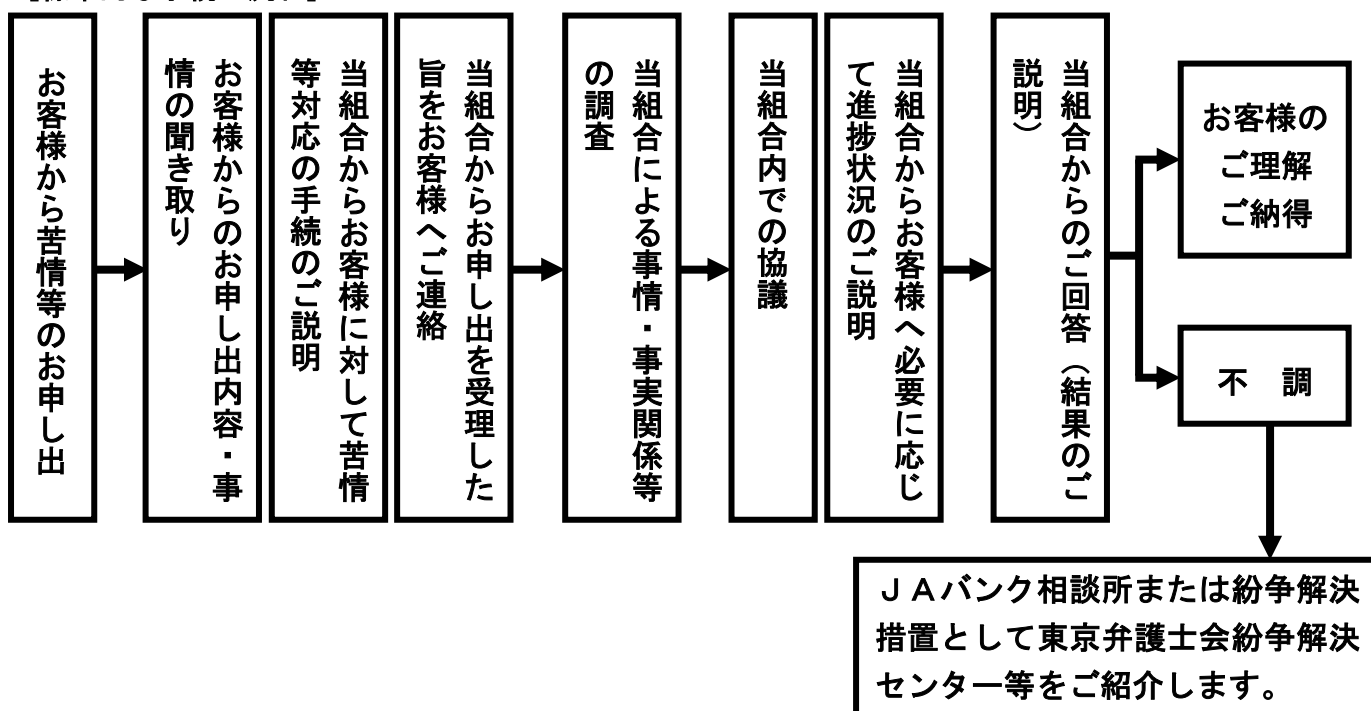 お客様から苦情等のお申し出
お客様からのお申し出内容・事
情の聞き取り
当組合からお客様に対して苦情
等対応の手続のご説明
当組合からお申し出を受理した
旨をお客様へご連絡
当組合による事情・事実関係等
の調査
当組合内での協議
当組合からお客様へ必要に応じ
て進捗状況のご説明
当組合からのご回答（結果のご
説明）
お客様の
ご理解
ご納得
不　調
ＪＡバンク相談所または紛争解決
措置として東京弁護士会紛争解決
センター等をご紹介します。